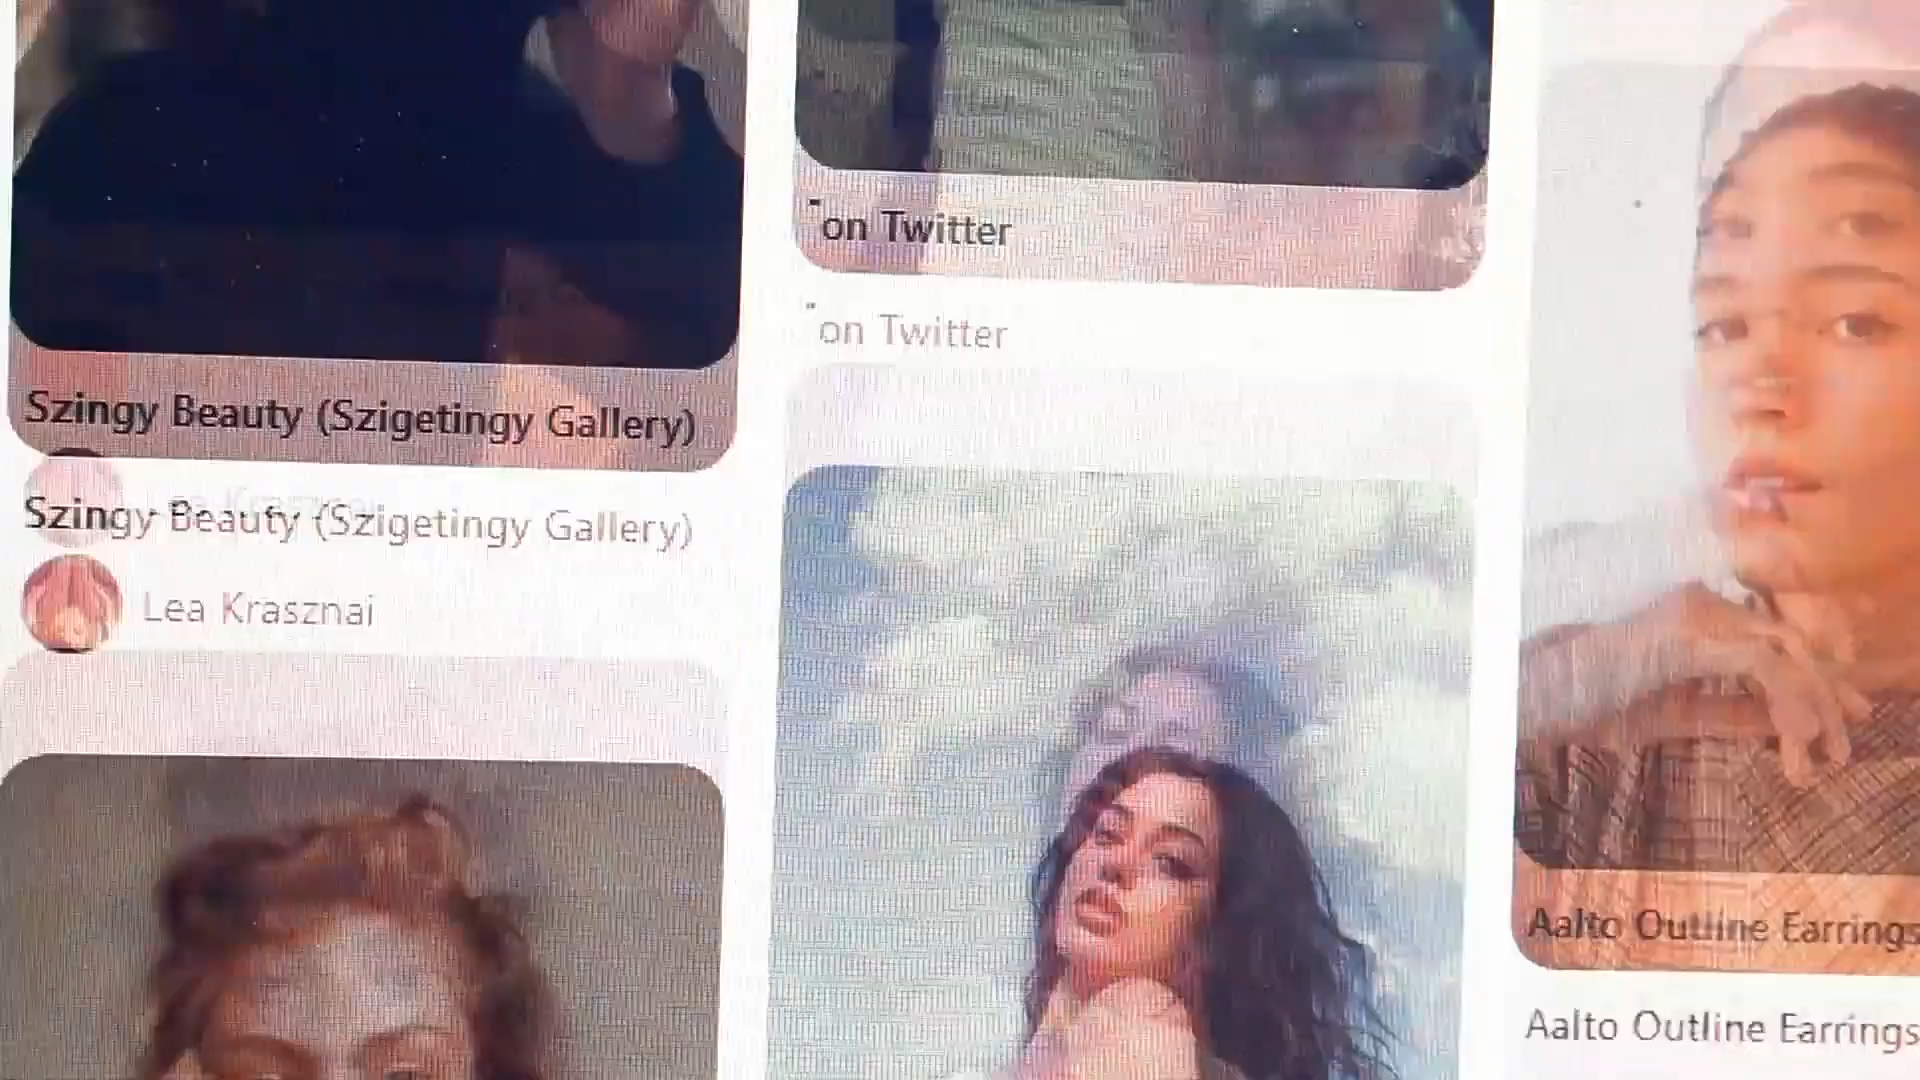 on Twitter
on Twitter
Szingy Beauty (Szigetingy Gallery)
Szingy Beauty (Szigetingy Gallery)
Lea Krasznai
Aalto Outline Earrings
Aalto Outline Earrings